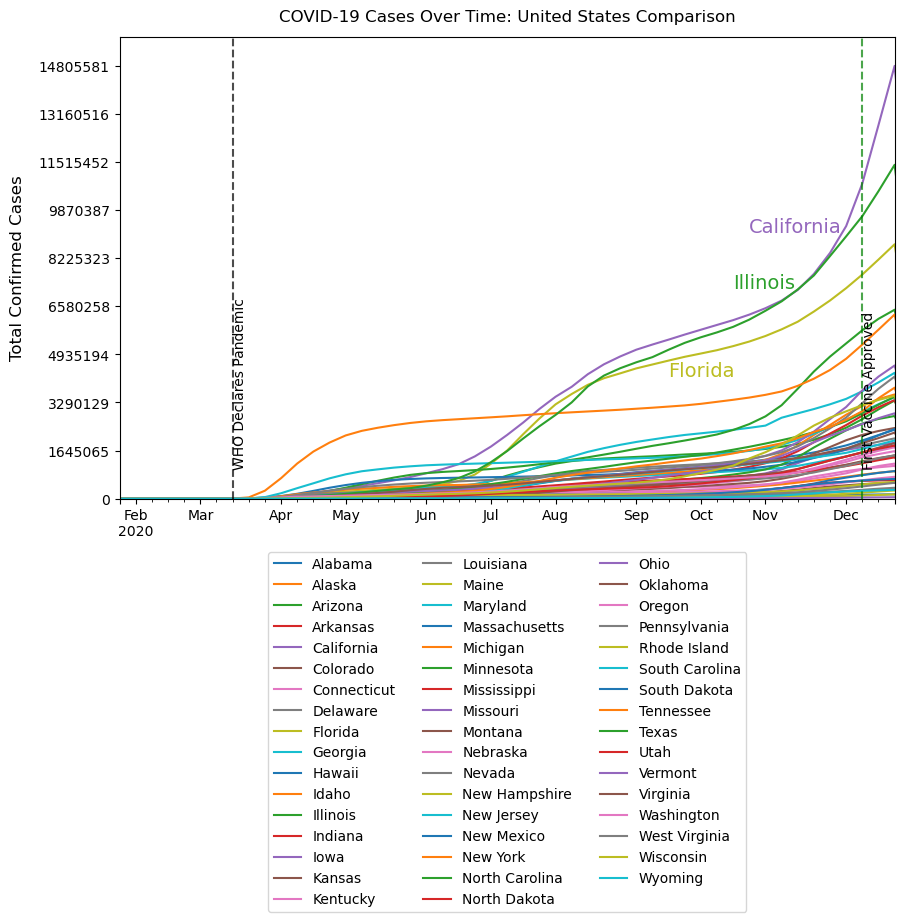 COVID-19 Cases Over Time: United States Comparison
Total Confirmed Cases
14805581
13160516
11515452
9870387
8225323
6580258
4935194
3290129
1645065
0
California
Illinois
Florida
WHO Declares Pandemic
First Vaccine Approved
Feb Mar Apr May Jun Jul Aug Sep Oct Nov Dec
2020
Alabama
Alaska
Arizona
Arkansas
California
Colorado
Connecticut
Delaware
Florida
Georgia
Hawaii
Idaho
Illinois
Indiana
Iowa
Kansas
Kentucky
Louisiana
Maine
Maryland
Massachusetts
Michigan
Minnesota
Mississippi
Missouri
Montana
Nebraska
Nevada
New Hampshire
New Jersey
New Mexico
New York
North Carolina
North Dakota
Ohio
Oklahoma
Oregon
Pennsylvania
Rhode Island
South Carolina
South Dakota
Tennessee
Texas
Utah
Vermont
Virginia
Washington
West Virginia
Wisconsin
Wyoming